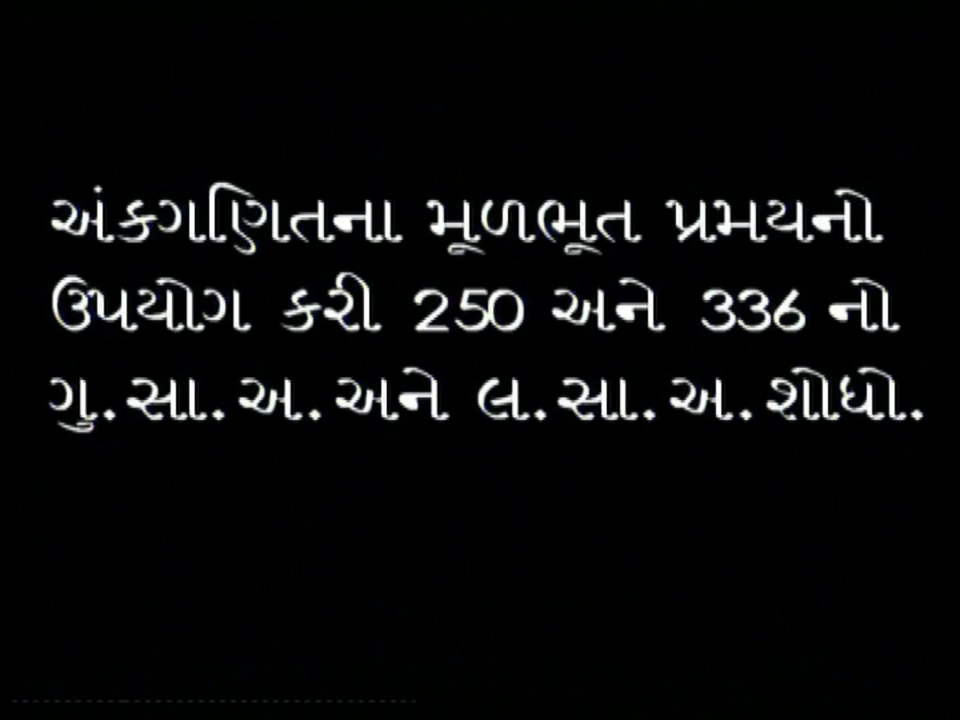 અંકગણિતના મૂળભૂત પ્રમયનો
ઉપયોગ કરી 250 અને 336 નો
ગુ.સા.અ. અને લ.સા.અ. શોધો.